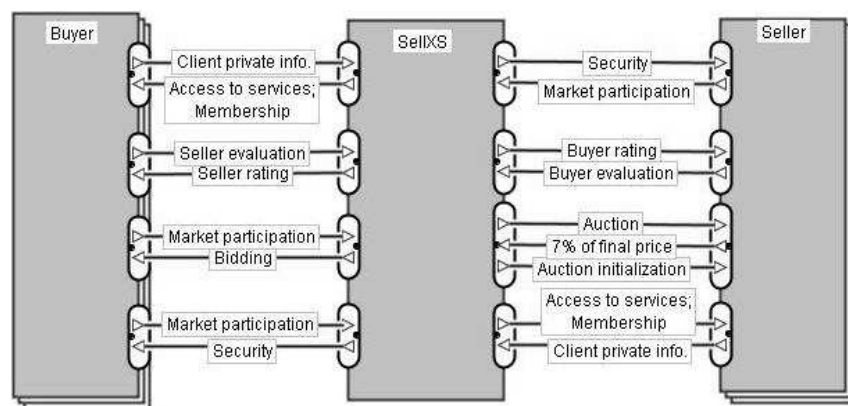 Buyer
SellXS
Seller
Client private info.
Access to services;
Membership
Seller evaluation
Seller rating
Market participation
Bidding
Market participation
Security
Security
Market participation
Buyer rating
Buyer evaluation
Auction
7% of final price
Auction initialization
Access to services;
Membership
Client private info.